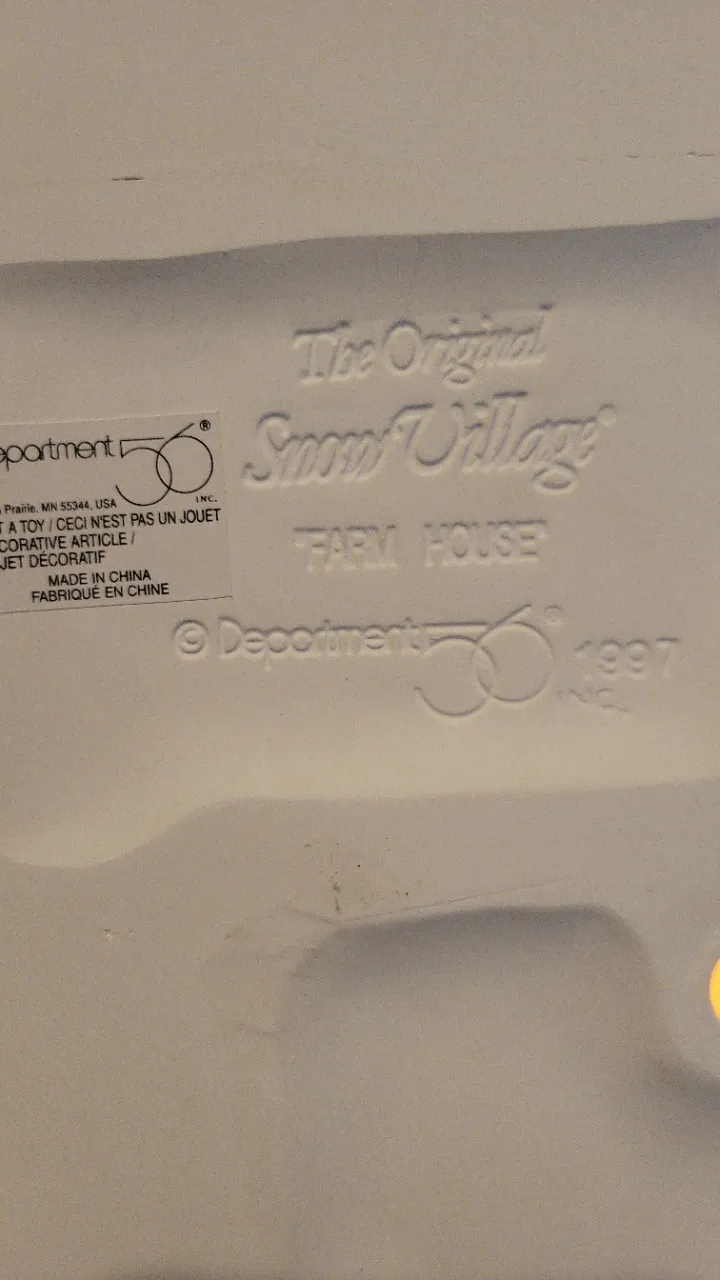 The Original
Snow Village®
"FARM HOUSE"
© Department 56® 1997
INC.
epartment 56®
INC.
Prairie, MN 55344, USA
T A TOY / CECI N'EST PAS UN JOUET
CORATIVE ARTICLE /
JET DÉCORATIF
MADE IN CHINA
FABRIQUÉ EN CHINE